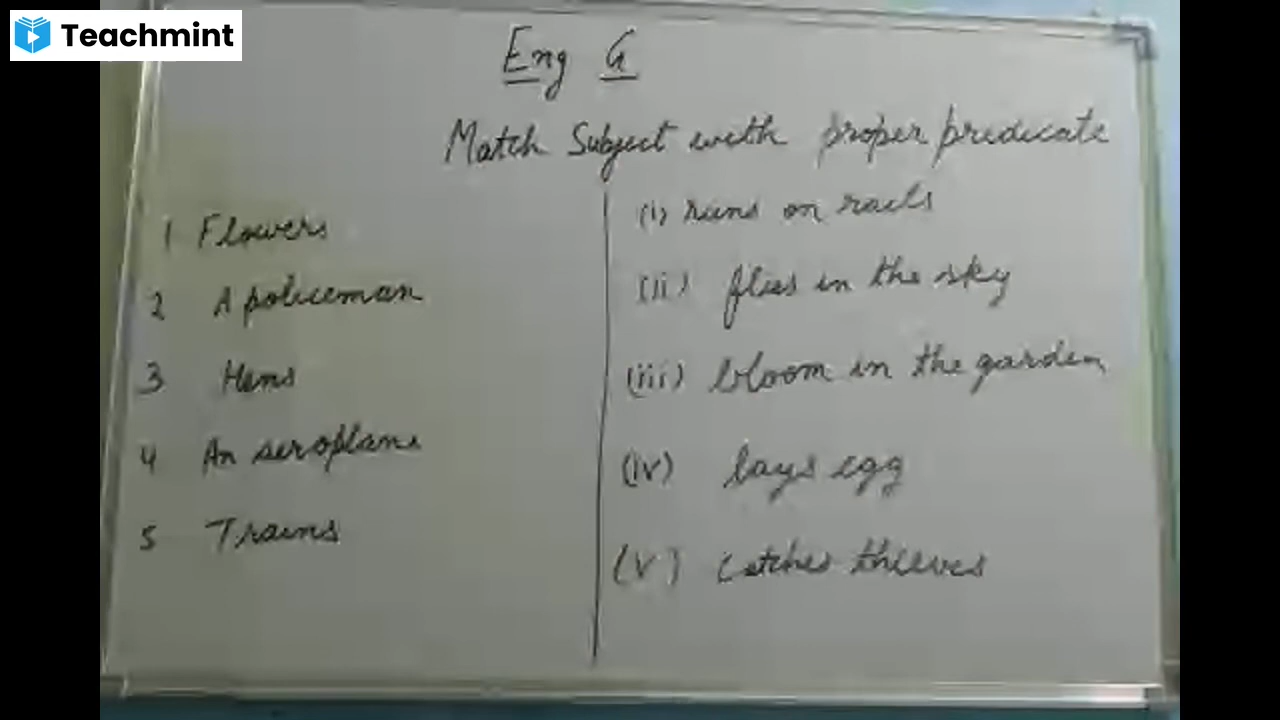 Teachmint
Eng G
Match Subject with proper predicate
1 Flowers
2 A policeman
3 Hens
4 An aeroplane
5 Trains
(i) runs on rails
(ii) flies in the sky
(iii) bloom in the garden
(iv) lays egg
(v) catches thieves